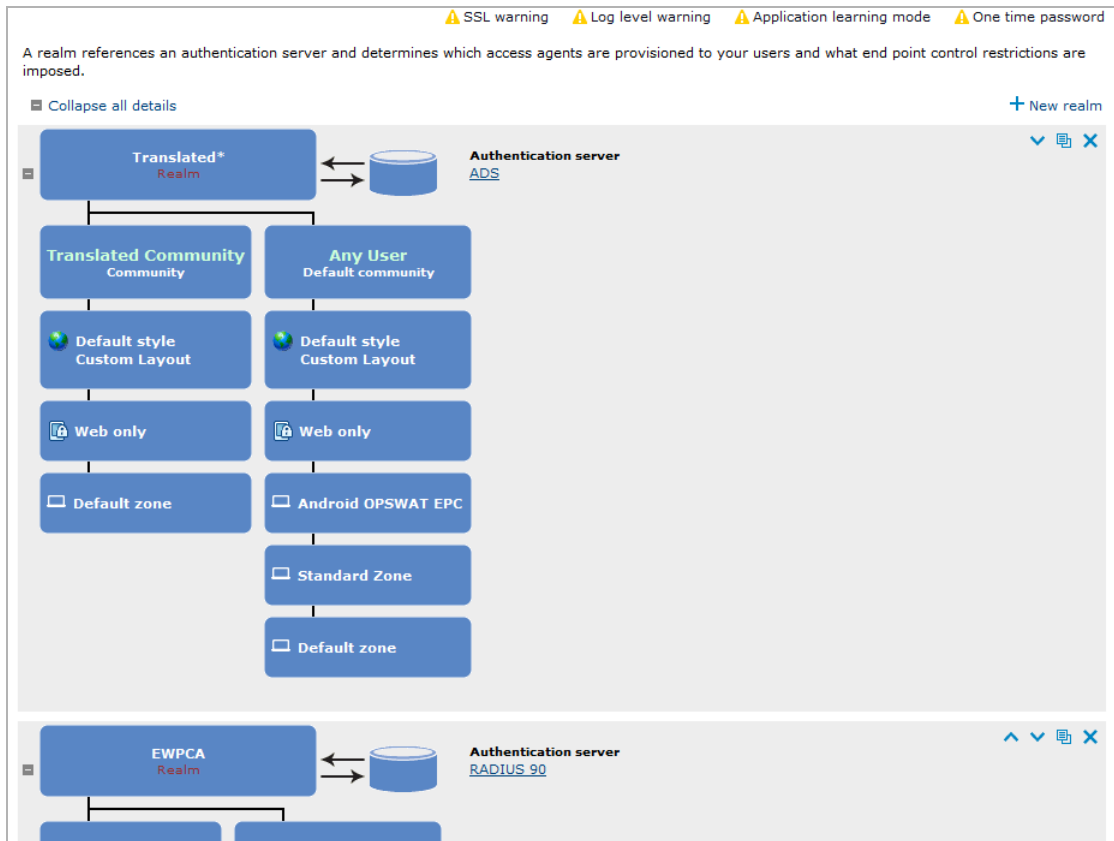 SSL warning Log level warning Application learning mode One time password
A realm references an authentication server and determines which access agents are provisioned to your users and what end point control restrictions are
imposed.
Collapse all details
New realm
Translated*
Realm
Authentication server
ADS
Translated Community
Community
Any User
Default community
Default style
Custom Layout
Default style
Custom Layout
Web only
Web only
Default zone
Android OPSWAT EPC
Standard Zone
Default zone
EWPCA
Realm
Authentication server
RADIUS 90